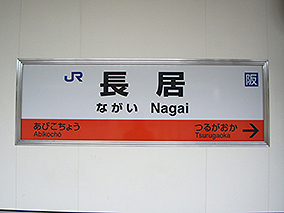 JR 長居 阪
ながい Nagai
あびこちょう つるがおか
Abikocho Tsurugaoka